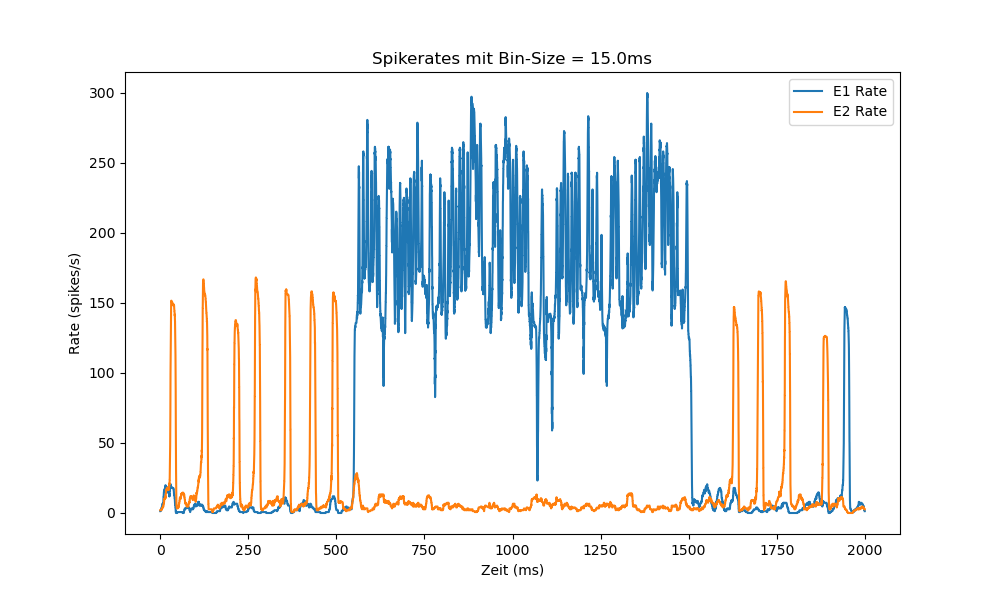 Spikerates mit Bin-Size = 15.0ms
E1 Rate
E2 Rate
Rate (spikes/s)
300
250
200
150
100
50
0
0 250 500 750 1000 1250 1500 1750 2000
Zeit (ms)